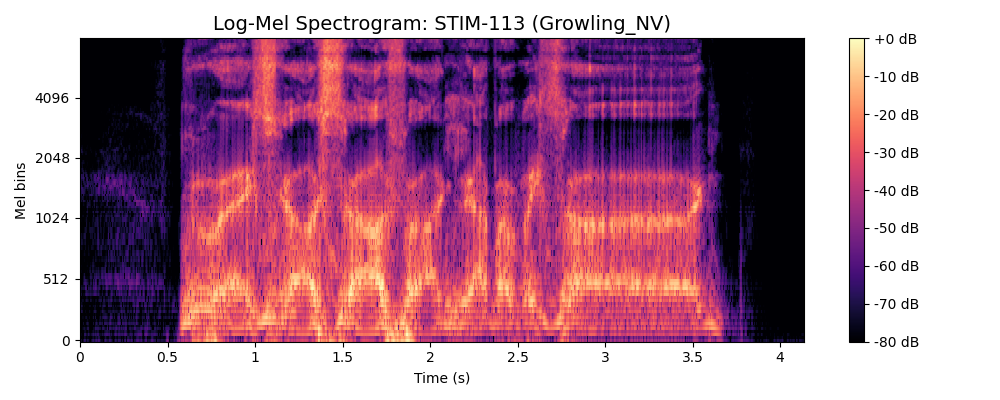 Log-Mel Spectrogram: STIM-113 (Growling_NV)
Mel bins
4096
2048
1024
512
0
0 0.5 1 1.5 2 2.5 3 3.5 4
Time (s)
+0 dB
-10 dB
-20 dB
-30 dB
-40 dB
-50 dB
-60 dB
-70 dB
-80 dB